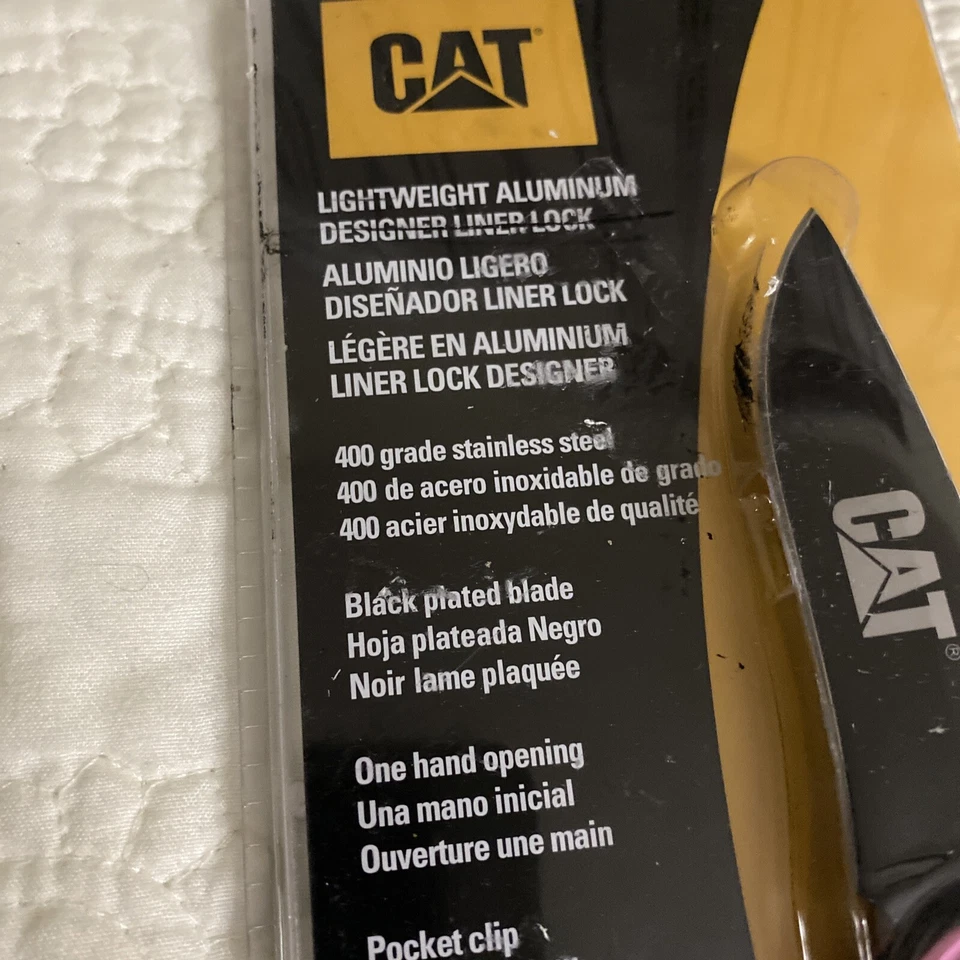 CAT
LIGHTWEIGHT ALUMINUM
DESIGNER LINER LOCK
ALUMINIO LIGERO
DISEÑADOR LINER LOCK
LÉGÈRE EN ALUMINIUM
LINER LOCK DESIGNER
400 grade stainless steel
400 de acero inoxidable de grado
400 acier inoxydable de qualité
Black plated blade
Hoja plateada Negro
Noir lame plaquée
One hand opening
Una mano inicial
Ouverture une main
Pocket clip
CAT®